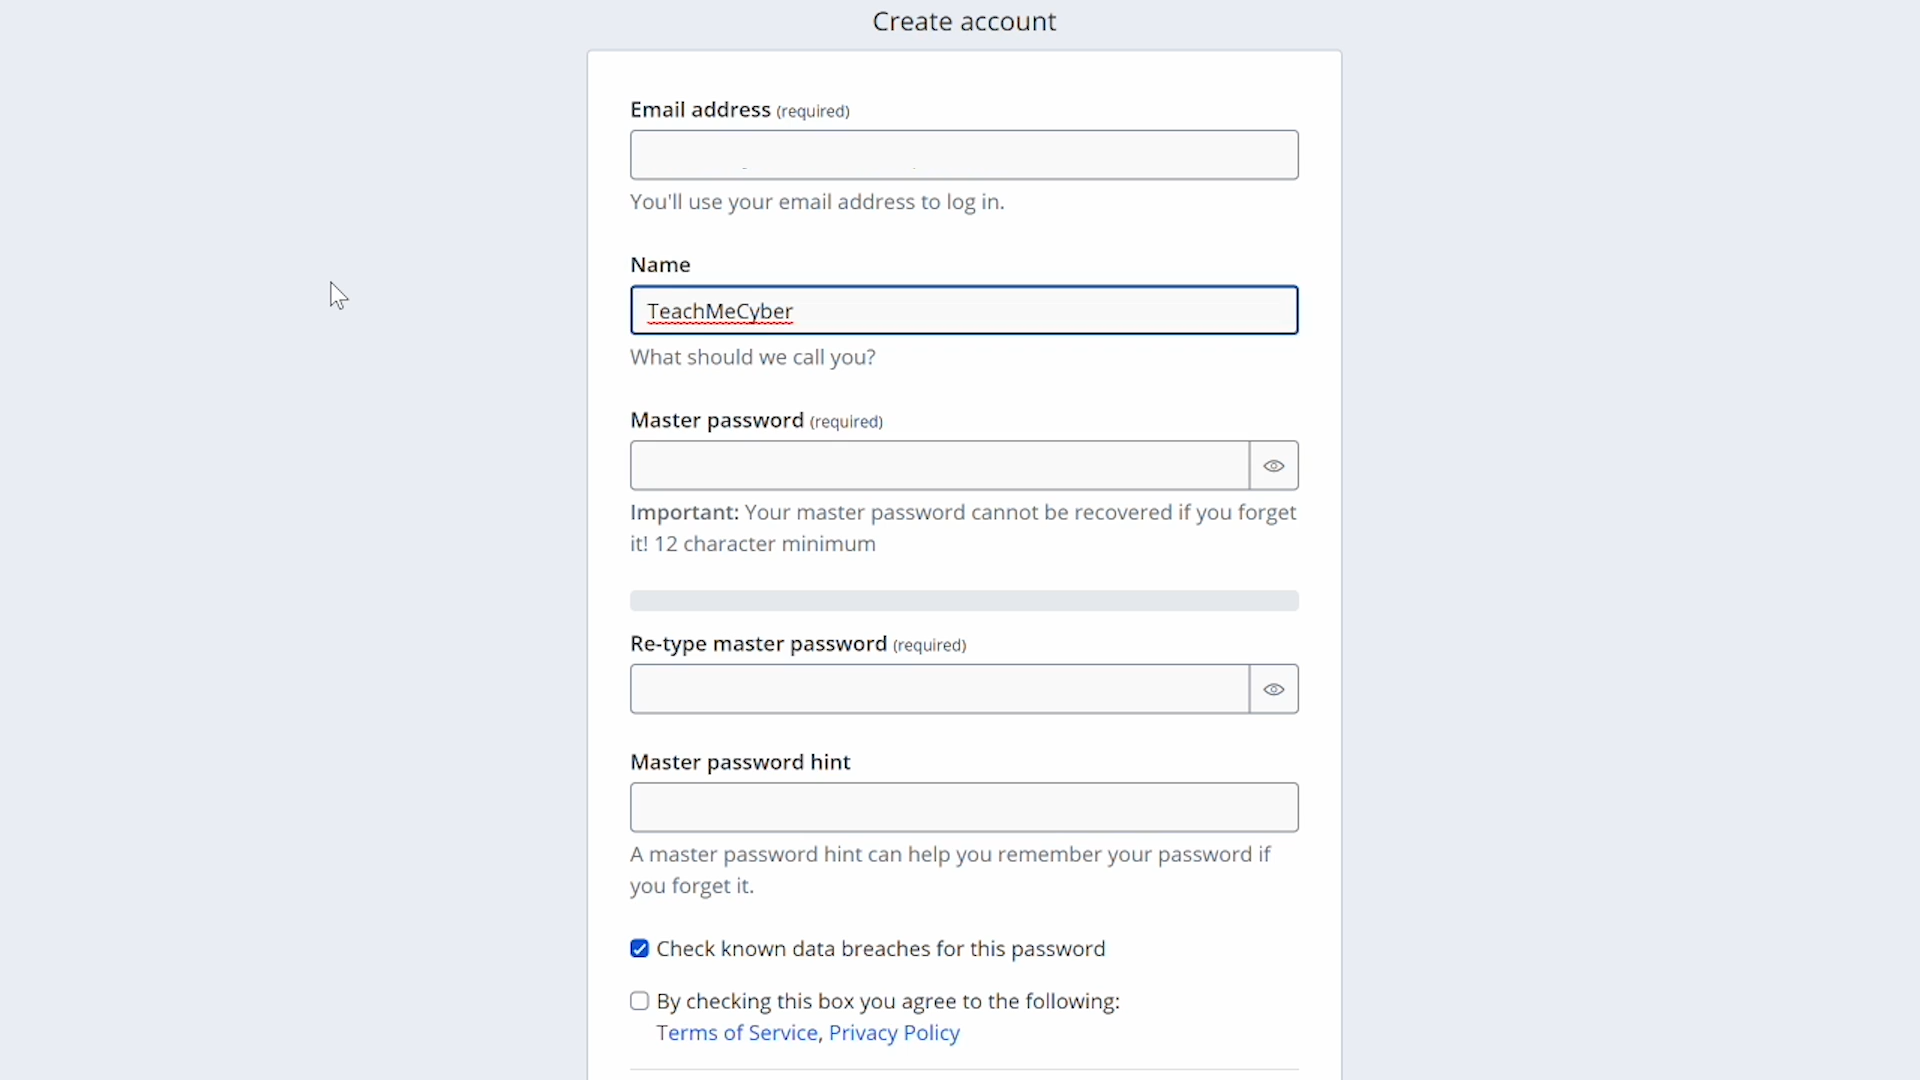 Create account
Email address (required)
You'll use your email address to log in.
Name
TeachMeCyber
What should we call you?
Master password (required)
Important: Your master password cannot be recovered if you forget
it! 12 character minimum
Re-type master password (required)
Master password hint
A master password hint can help you remember your password if
you forget it.
Check known data breaches for this password
By checking this box you agree to the following:
Terms of Service, Privacy Policy